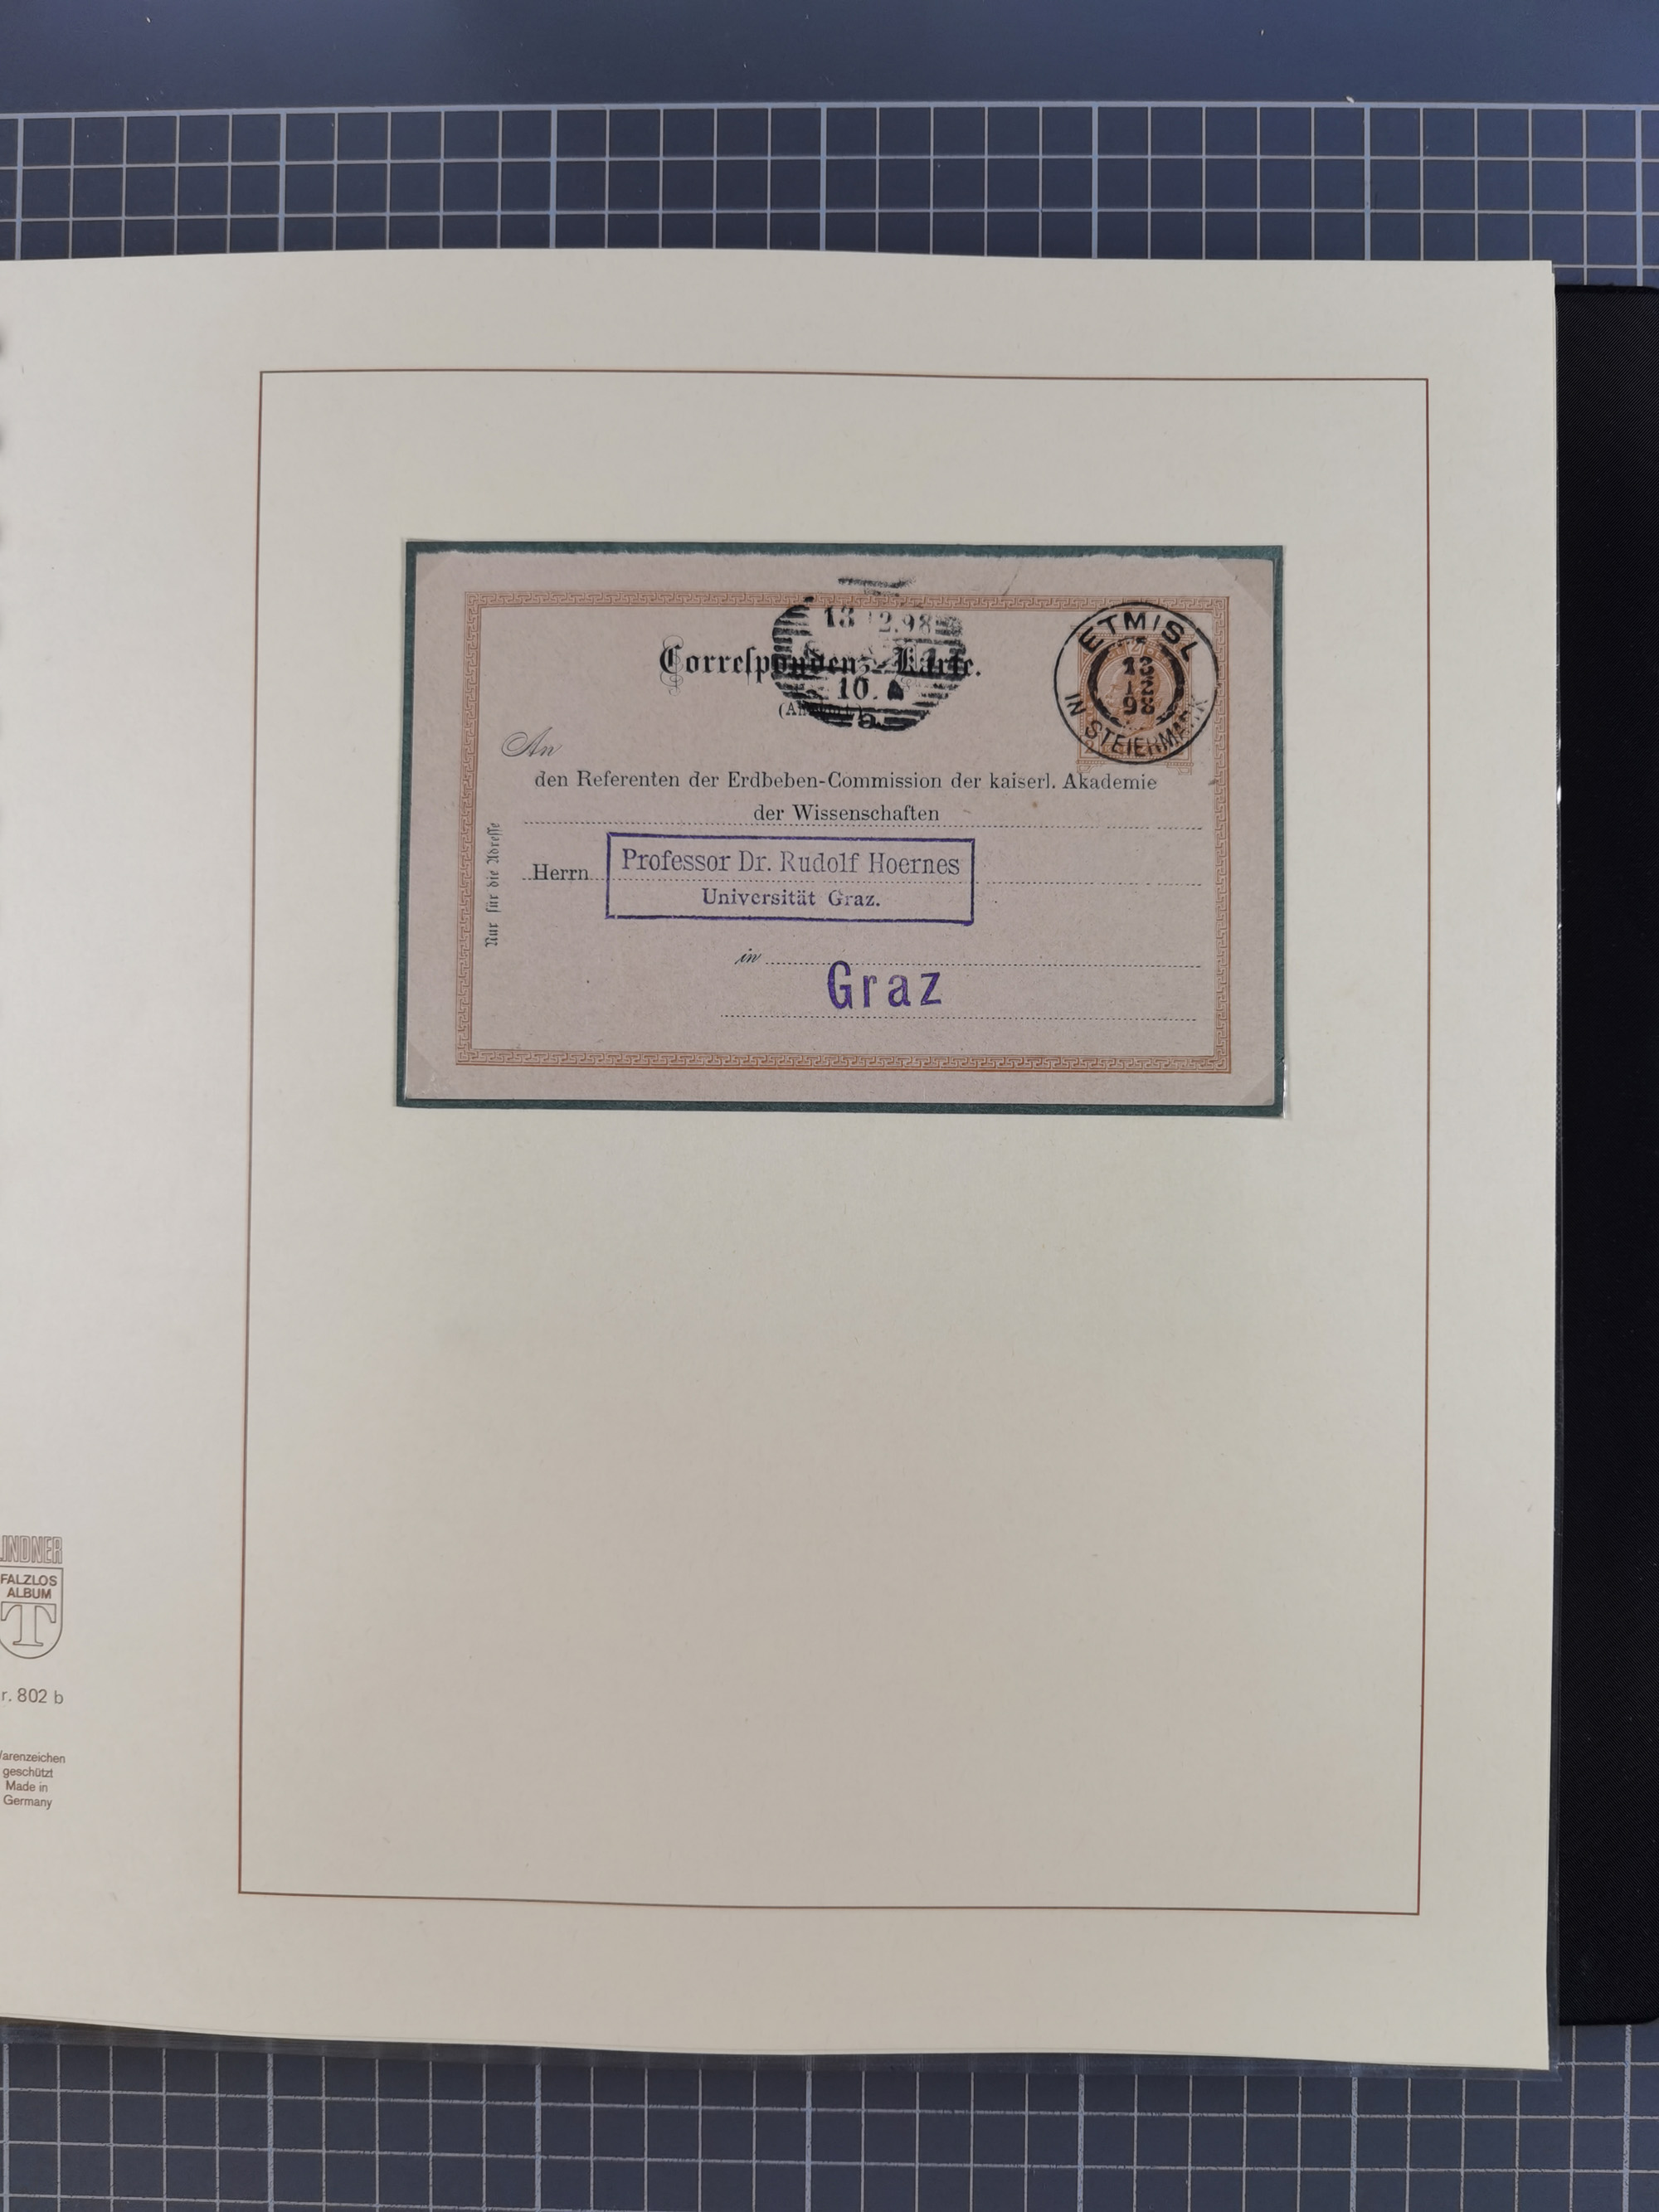 13 12.98
Correspondenz-Karte.
10.
ETMISL
13
12
98
IN STEIERMARK
An
den Referenten der Erdbeben-Commission der kaiserl. Akademie
der Wissenschaften
Nur für die Adresse
Herrn
Professor Dr. Rudolf Hoernes
Universität Graz.
in
Graz
FALZLOS
ALBUM
T
r. 802 b
arenzeichen
geschützt
Made in
Germany